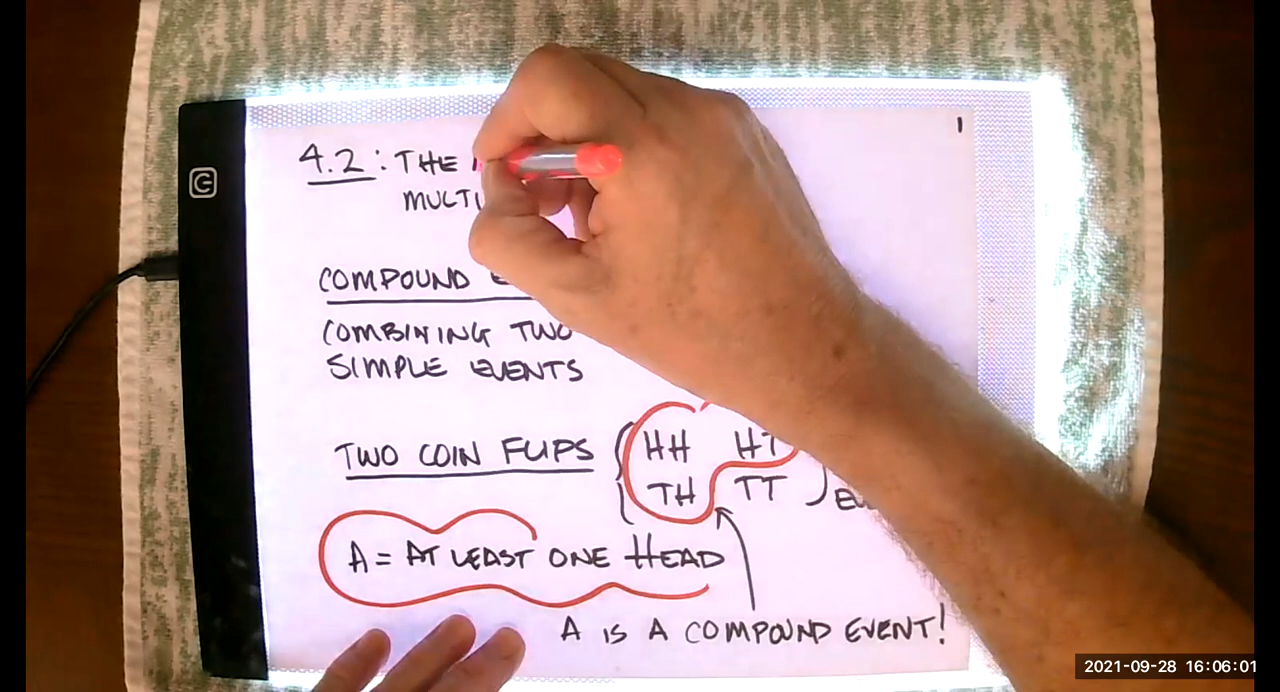 4.2: THE
COMPOUND
COMBINING TWO
SIMPLE EVENTS
TWO COIN FLIPS { HH HT
TH TT
A = AT LEAST ONE HEAD
A IS A COMPOUND EVENT!
1
2021-09-28 16:06:01